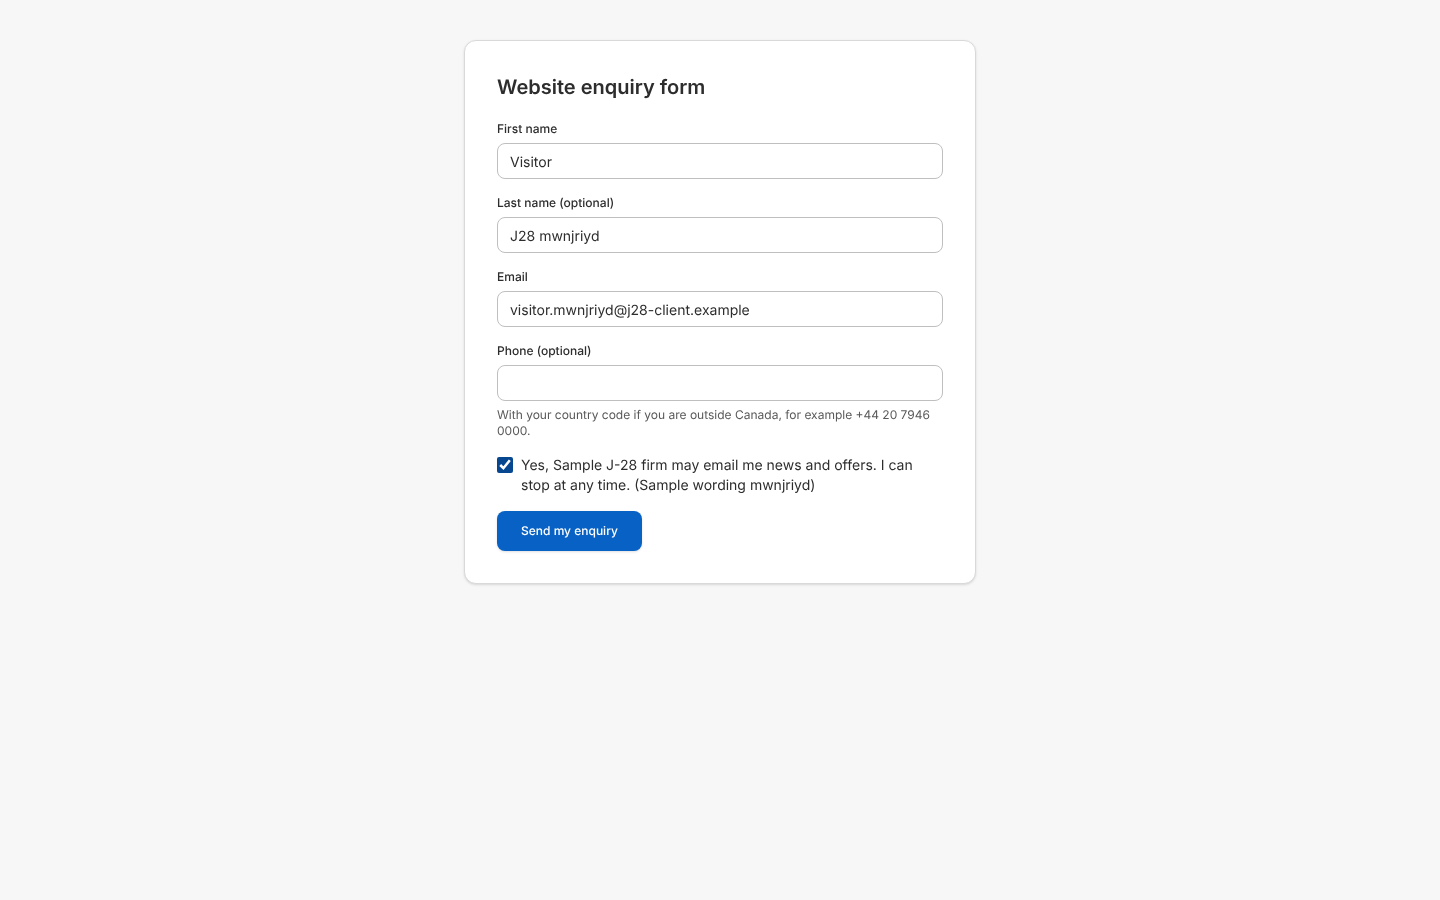 Website enquiry form
First name
Visitor
Last name (optional)
J28 mwnjriyd
Email
visitor.mwnjriyd@j28-client.example
Phone (optional)
With your country code if you are outside Canada, for example +44 20 7946
0000.
Yes, Sample J-28 firm may email me news and offers. I can
stop at any time. (Sample wording mwnjriyd)
Send my enquiry